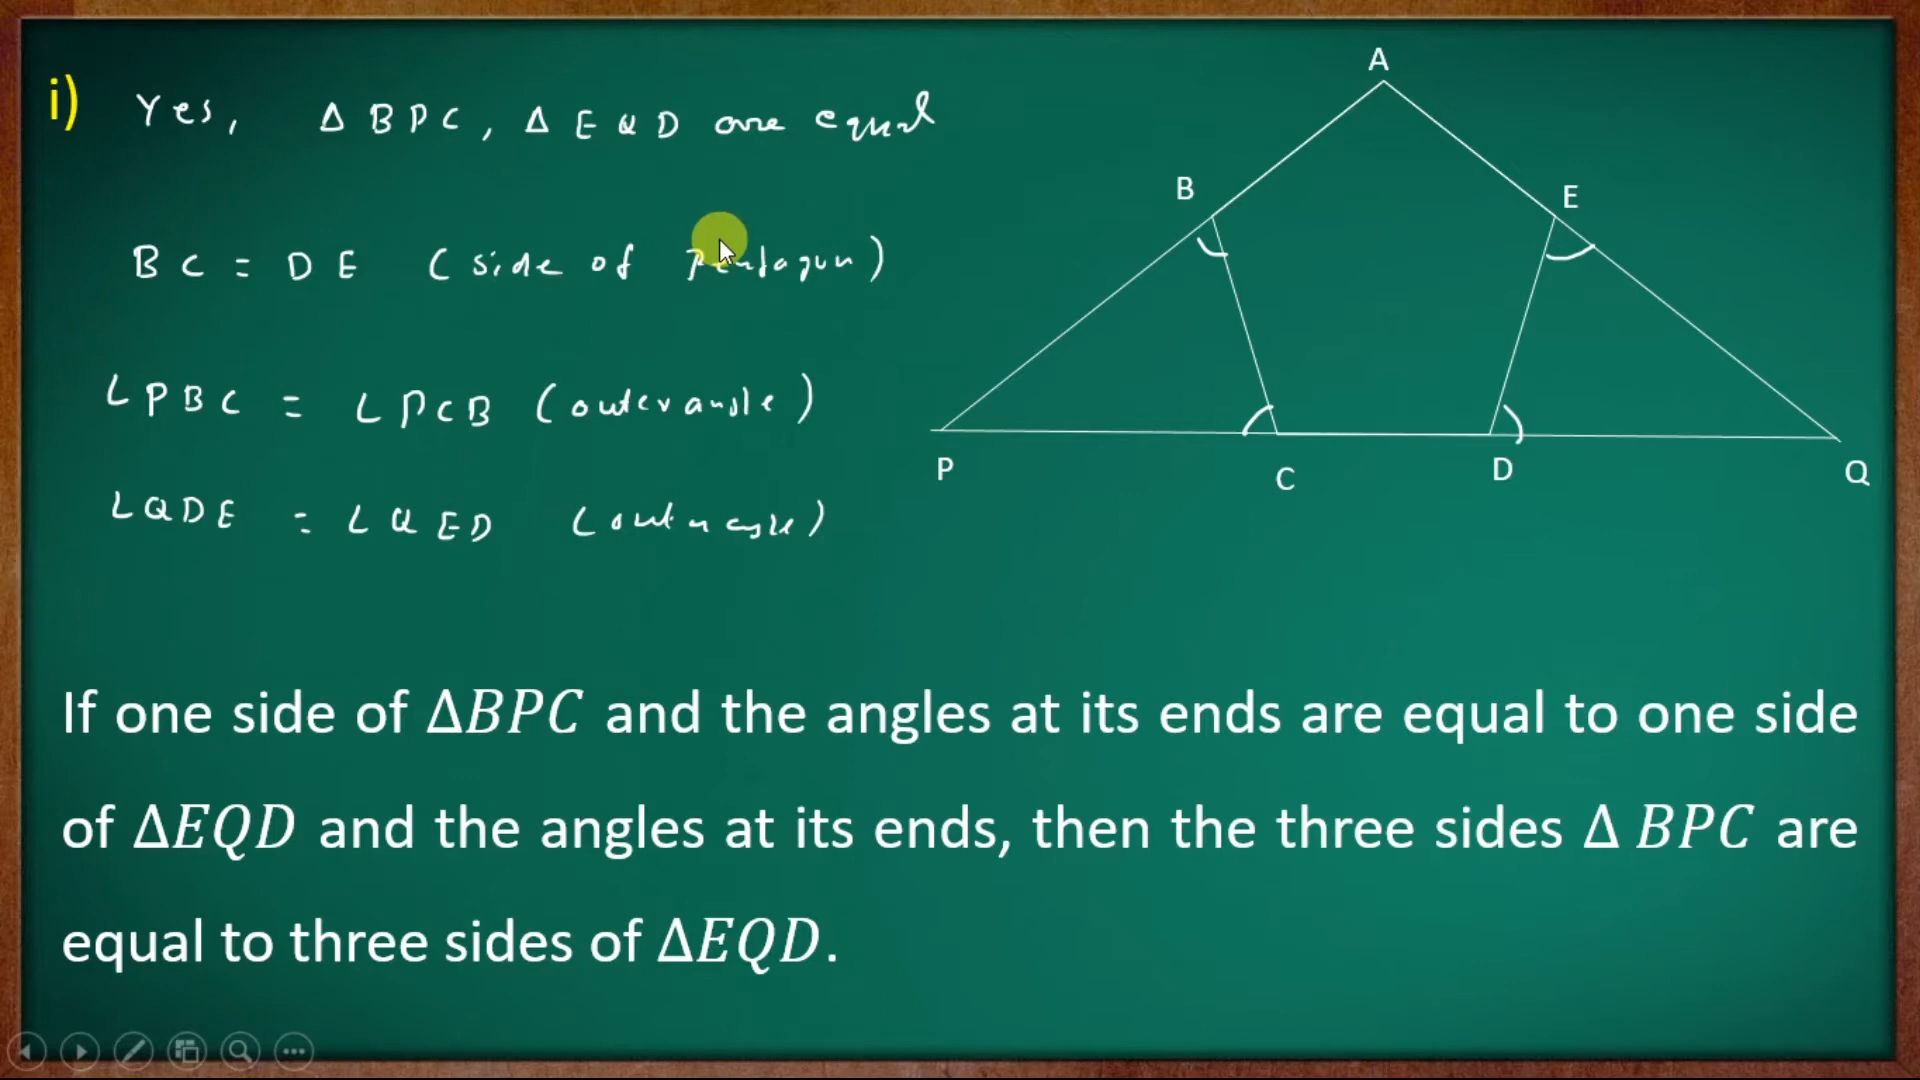 i) Yes, Δ BPC, Δ EQD are equal
BC = DE (side of Pentagon)
∠PBC = ∠PCB (outer angle)
∠QDE = ∠QED (outer angle)
A
B
E
P
C
D
Q
If one side of ΔBPC and the angles at its ends are equal to one side
of ΔEQD and the angles at its ends, then the three sides Δ BPC are
equal to three sides of ΔEQD.